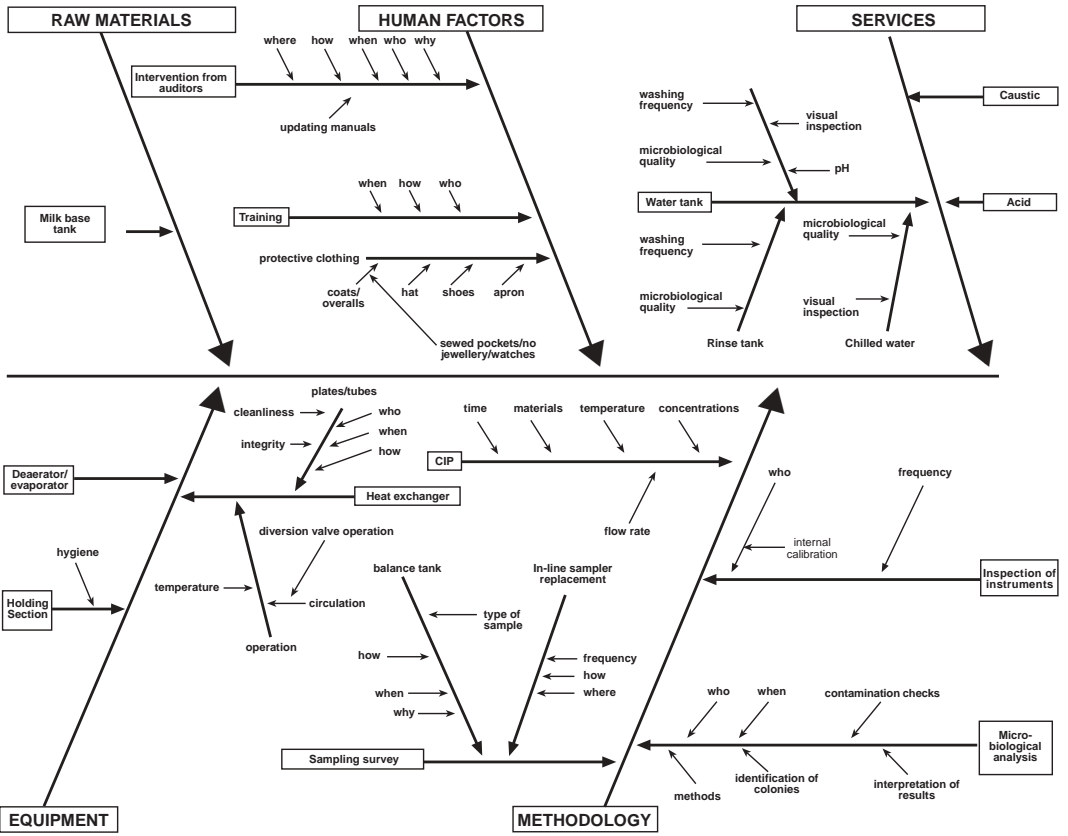 RAW MATERIALS
HUMAN FACTORS
SERVICES
where
how
when
who
why
Intervention from
auditors
updating manuals
Milk base
tank
when
how
who
Training
protective clothing
coats/
overalls
hat
shoes
apron
sewed pockets/no
jewellery/watches
washing
frequency
visual
inspection
microbiological
quality
pH
Caustic
Water tank
Acid
washing
frequency
microbiological
quality
microbiological
quality
visual
inspection
Rinse tank
Chilled water
plates/tubes
cleanliness
who
integrity
when
how
Deaerator/
evaporator
Heat exchanger
diversion valve operation
hygiene
temperature
circulation
Holding
Section
operation
time
materials
temperature
concentrations
CIP
flow rate
who
frequency
internal
calibration
Inspection of
instruments
balance tank
In-line sampler
replacement
type of
sample
how
when
why
frequency
how
where
Sampling survey
who
when
contamination checks
Micro-
biological
analysis
methods
identification of
colonies
interpretation of
results
EQUIPMENT
METHODOLOGY